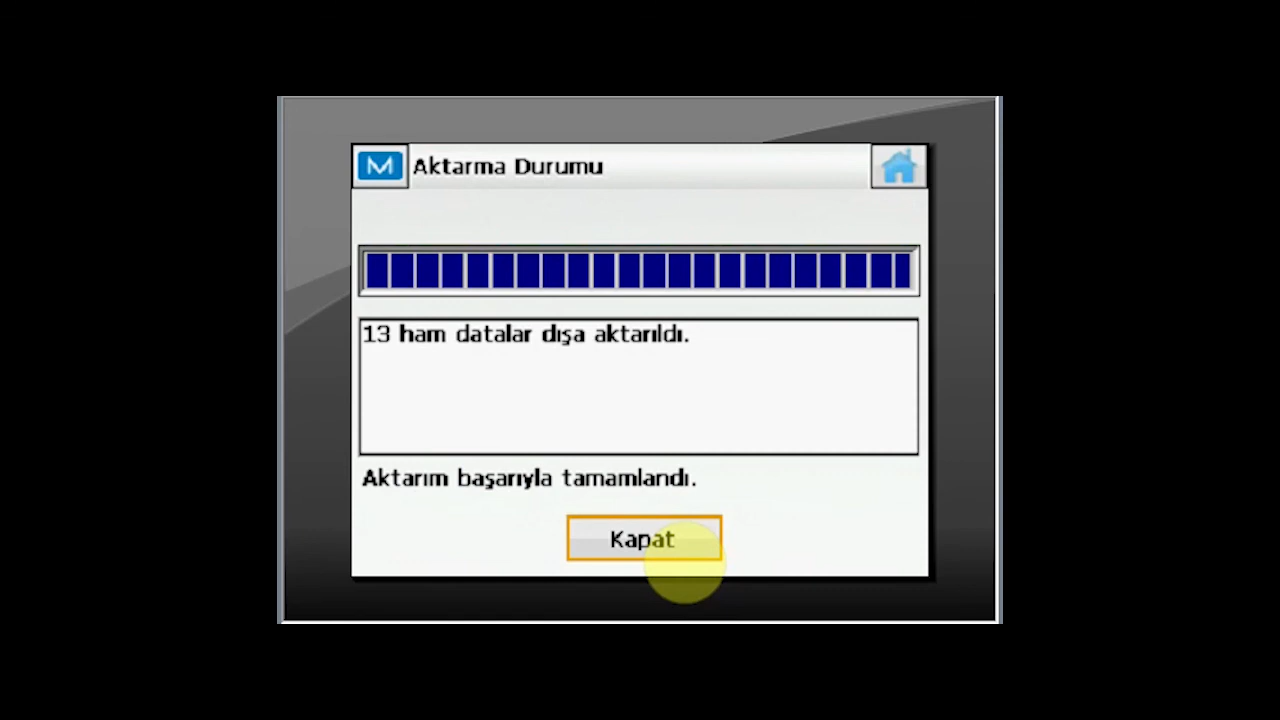 M
Aktarma Durumu
13 ham datalar dışa aktarıldı.
Aktarım başarıyla tamamlandı.
Kapat